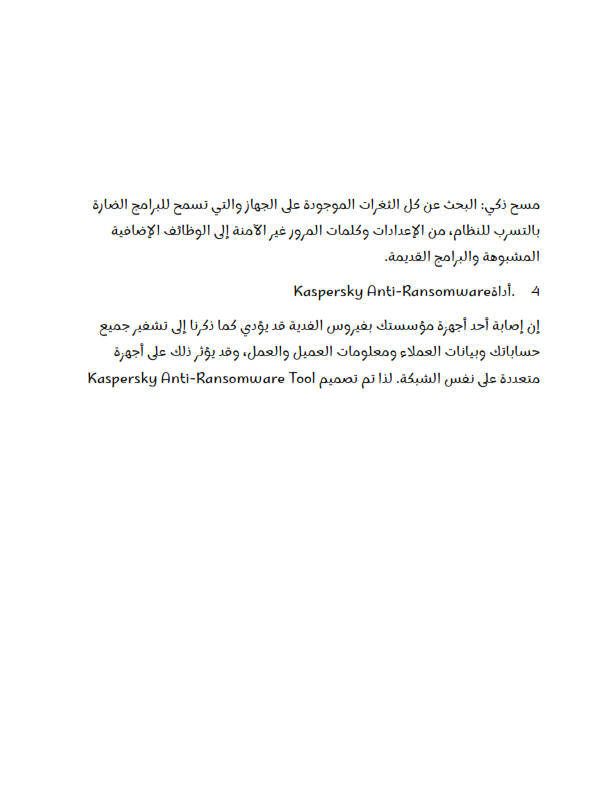 مسح ذكي: البحث عن كل الثغرات الموجودة على الجهاز والتي تسمح للبرامج الضارة
بالتسرب للنظام، من الإعدادات وكلمات المرور غير الآمنة إلى الوظائف الإضافية
المشبوهة والبرامج القديمة.
4 .أداةKaspersky Anti-Ransomware
إن إصابة أحد أجهزة مؤسستك بفيروس الفدية قد يؤدي كما ذكرنا إلى تشفير جميع
حساباتك وبيانات العملاء ومعلومات العميل والعمل، وقد يؤثر ذلك على أجهزة
متعددة على نفس الشبكة. لذا تم تصميم Kaspersky Anti-Ransomware Tool